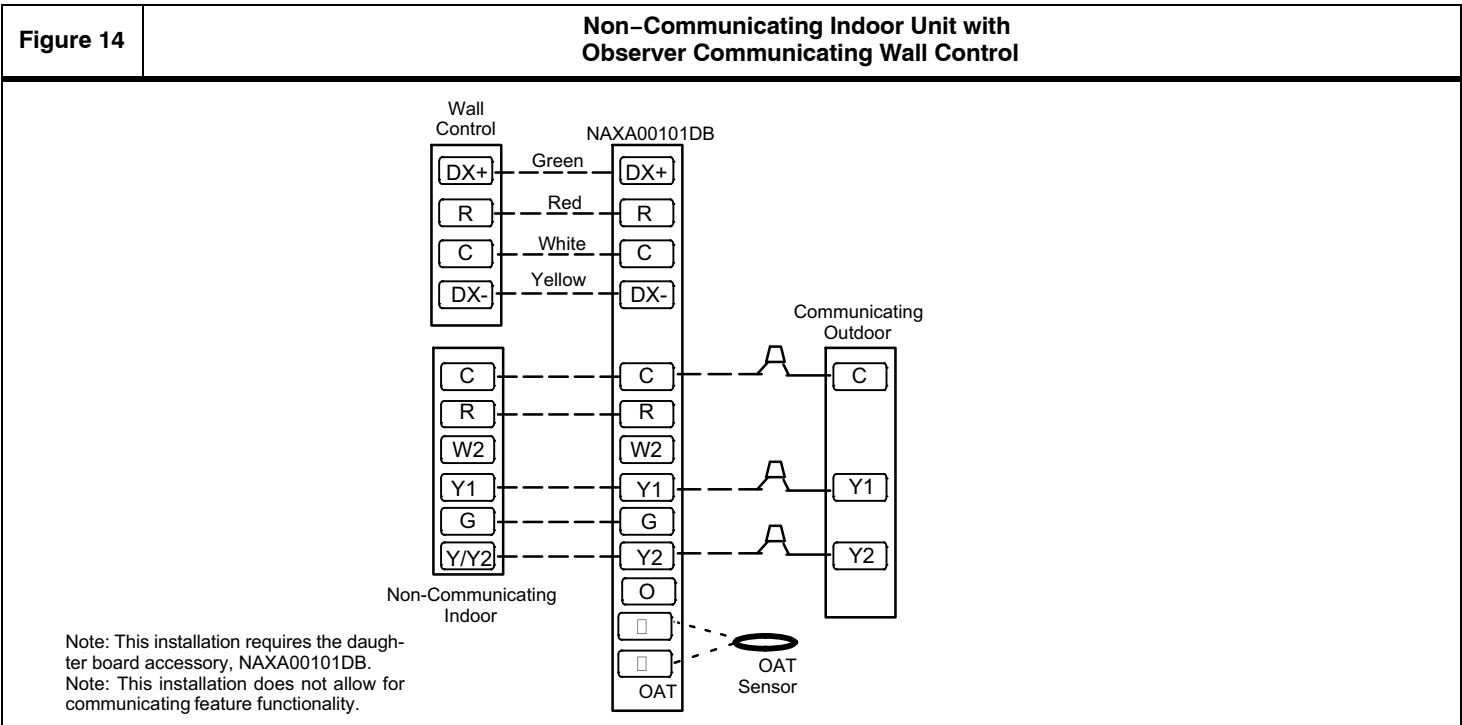 Figure 14
Non–Communicating Indoor Unit with
Observer Communicating Wall Control
Wall
Control
NAXA00101DB
DX+
Green
DX+
R
Red
R
C
White
C
DX-
Yellow
DX-
Communicating
Outdoor
C
C
C
R
R
W2
W2
Y1
Y1
Y1
G
G
Y/Y2
Y2
Y2
Non-Communicating
Indoor
O
OAT
OAT
Sensor
Note: This installation requires the daugh-
ter board accessory, NAXA00101DB.
Note: This installation does not allow for
communicating feature functionality.